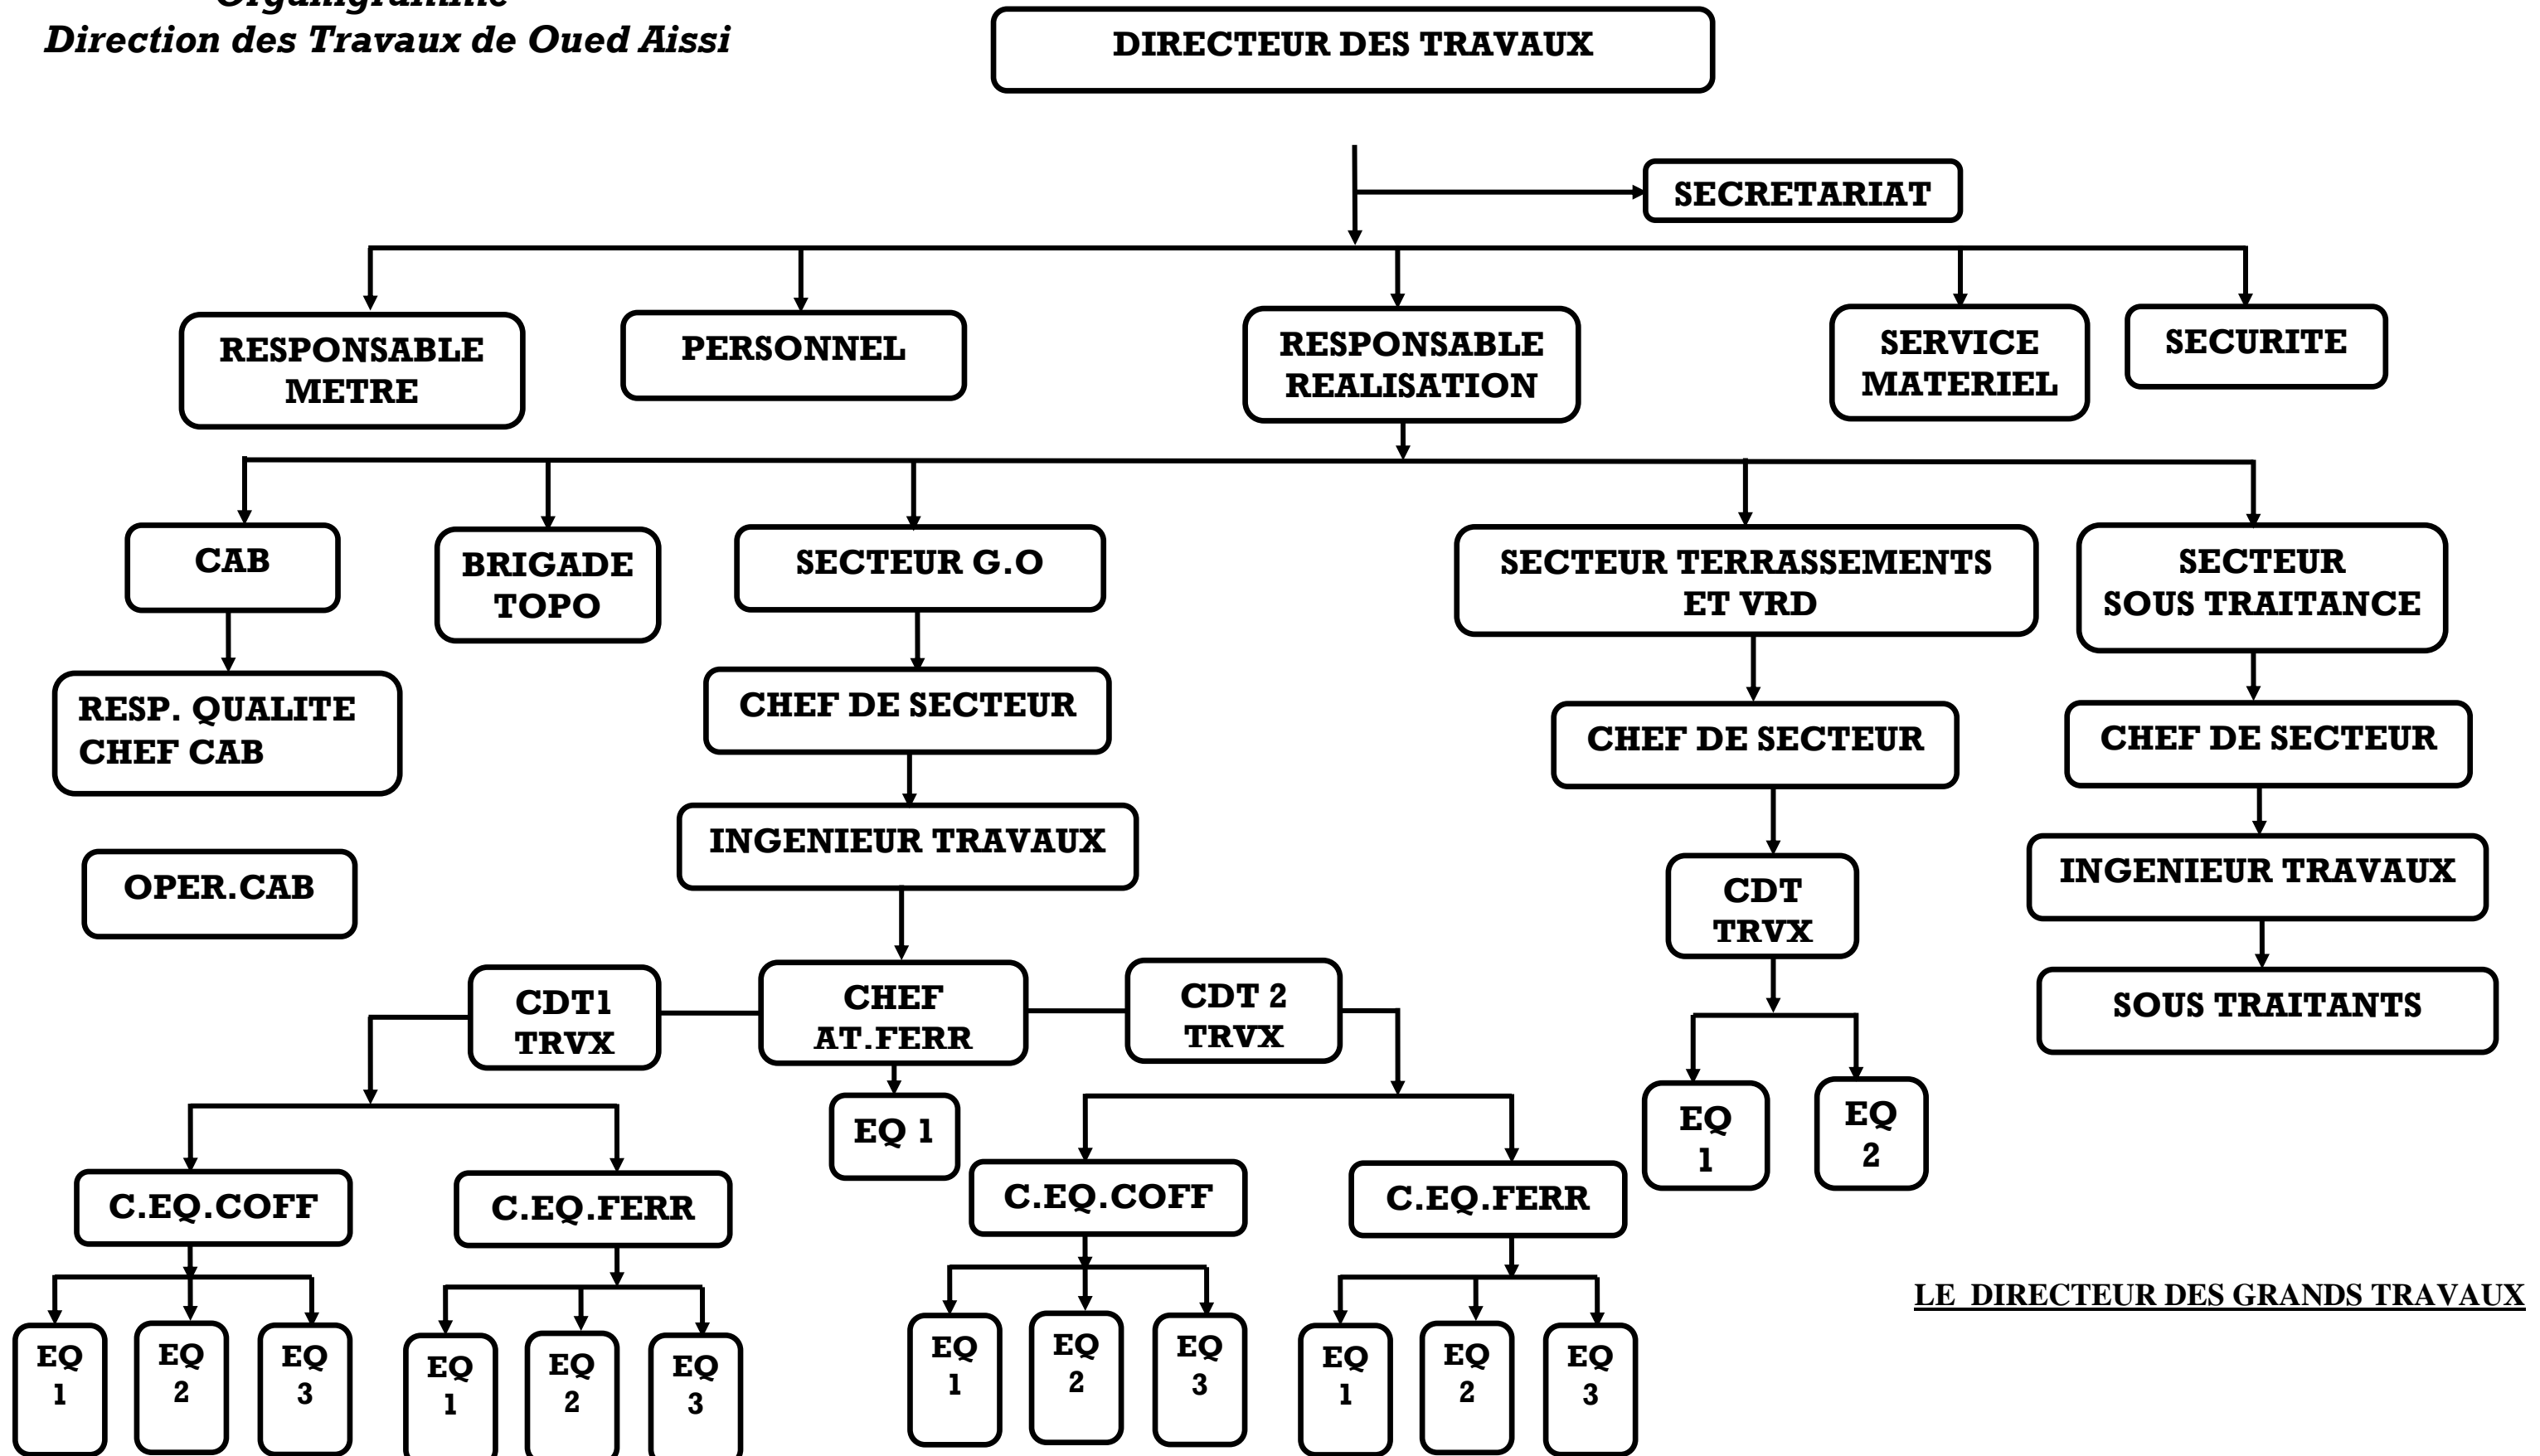 Organigramme
Direction des Travaux de Oued Aissi
DIRECTEUR DES TRAVAUX
SECRETARIAT
RESPONSABLE
METRE
PERSONNEL
RESPONSABLE
REALISATION
SERVICE
MATERIEL
SECURITE
CAB
BRIGADE
TOPO
SECTEUR G.O
SECTEUR TERRASSEMENTS
ET VRD
SECTEUR
SOUS TRAITANCE
RESP. QUALITE
CHEF CAB
CHEF DE SECTEUR
CHEF DE SECTEUR
CHEF DE SECTEUR
INGENIEUR TRAVAUX
OPER.CAB
CDT
TRVX
INGENIEUR TRAVAUX
CDT1
TRVX
CHEF
AT.FERR
CDT 2
TRVX
SOUS TRAITANTS
EQ 1
EQ
1
EQ
2
C.EQ.COFF
C.EQ.FERR
C.EQ.COFF
C.EQ.FERR
LE DIRECTEUR DES GRANDS TRAVAUX
EQ
1
EQ
2
EQ
3
EQ
1
EQ
2
EQ
3
EQ
1
EQ
2
EQ
3
EQ
1
EQ
2
EQ
3